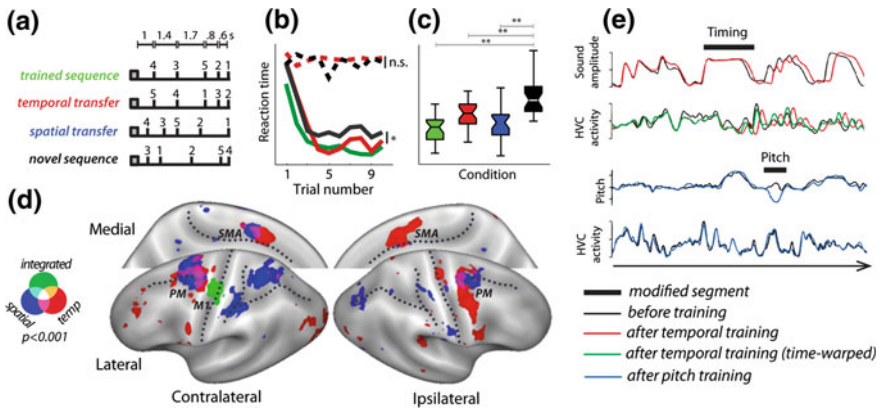 (a)
1 1.4 1.7 .8 .6 s
trained sequence 4 3 5 2 1
temporal transfer 5 4 1 3 2
spatial transfer 4 3 5 2 1
novel sequence 3 1 2 5 4
(b)
Reaction time
n.s.
*
1 5 9
Trial number
(c)
**
**
**
Condition
(d)
Medial
SMA
SMA
integrated
spatial
temp
p<0.001
PM
M1
PM
Lateral
Contralateral
Ipsilateral
(e)
Timing
Sound amplitude
HVC activity
Pitch
Pitch
HVC activity
modified segment
before training
after temporal training
after temporal training (time-warped)
after pitch training